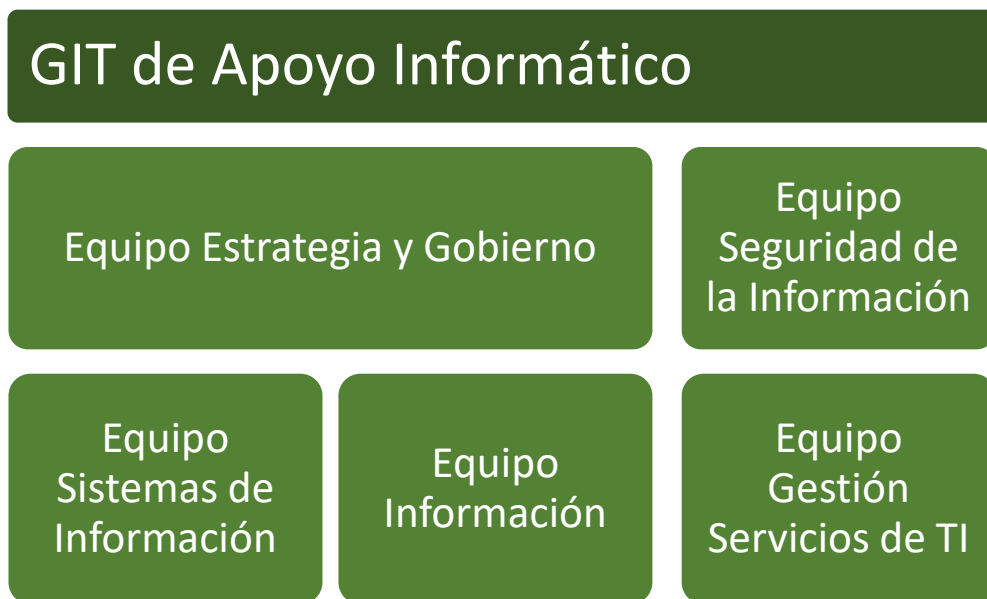 GIT de Apoyo Informático
Equipo Estrategia y Gobierno
Equipo
Seguridad de
la Información
Equipo
Sistemas de
Información
Equipo
Información
Equipo
Gestión
Servicios de TI